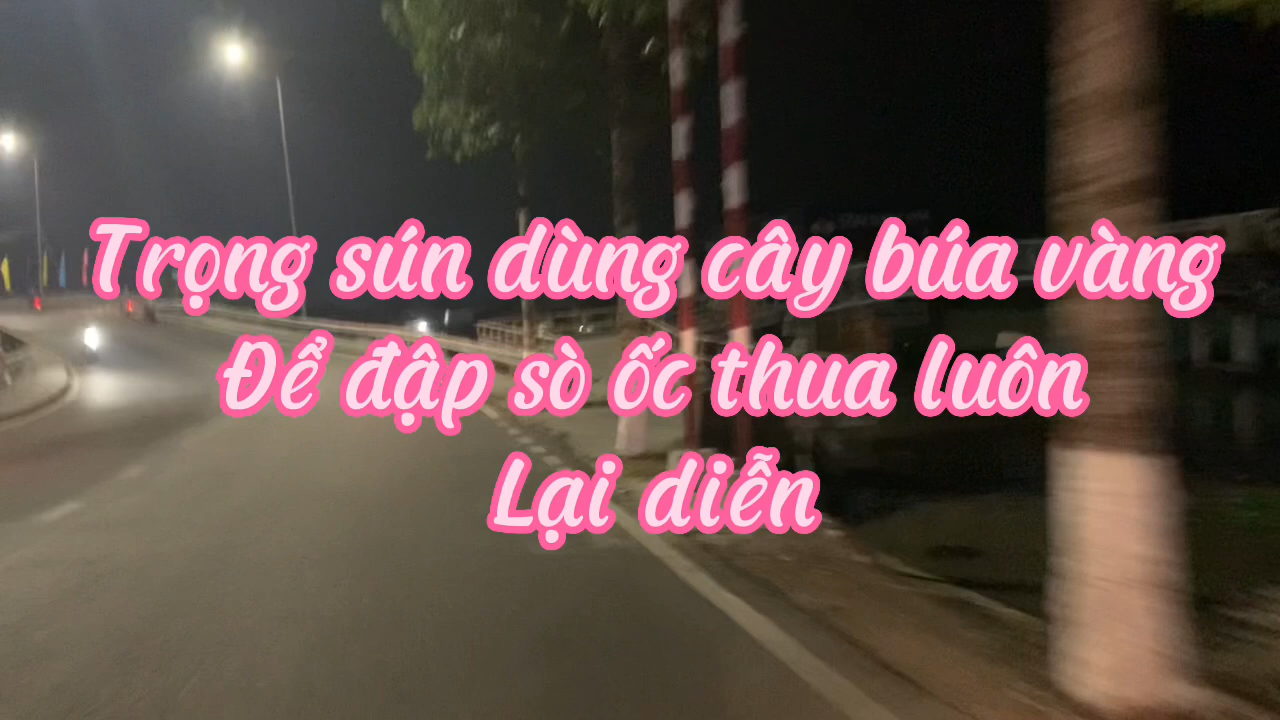 Trọng sún dùng cây búa vàng
Để đập sò ốc thua luôn
Lại diễn